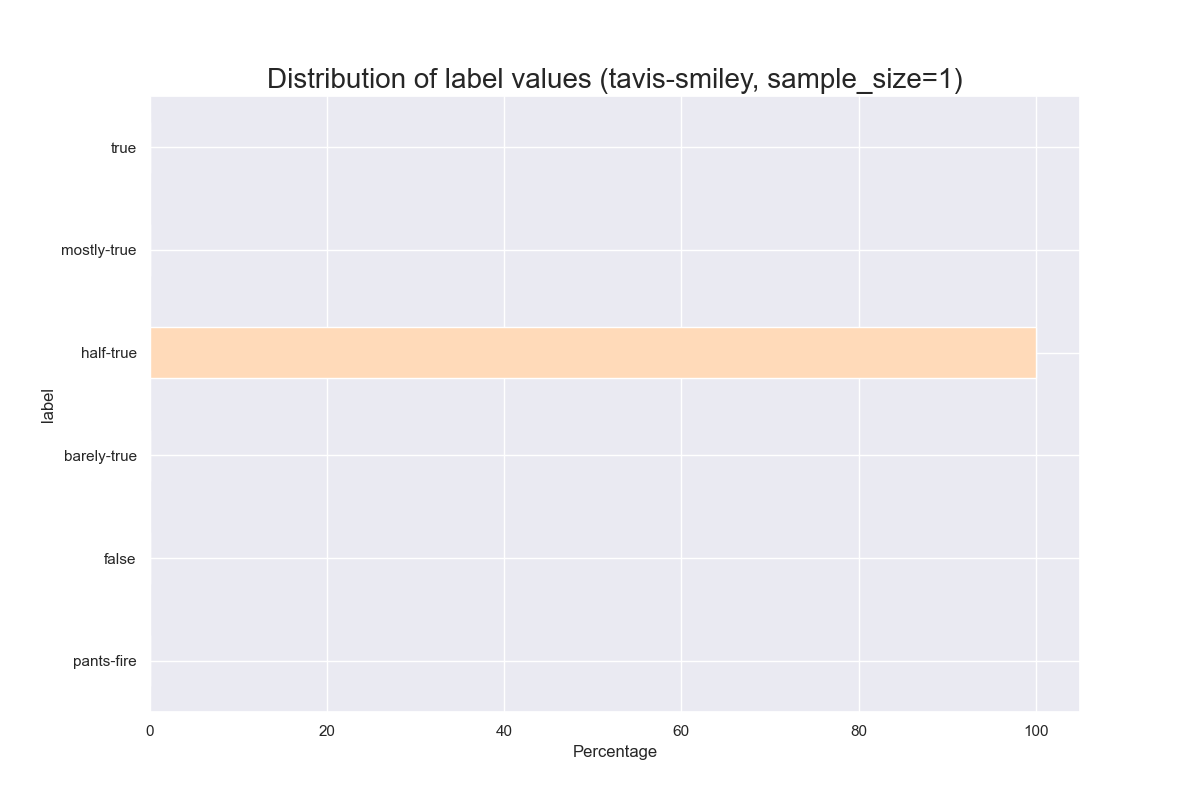 Distribution of label values (tavis-smiley, sample_size=1)
true
mostly-true
half-true
barely-true
false
pants-fire
label
0 20 40 60 80 100
Percentage